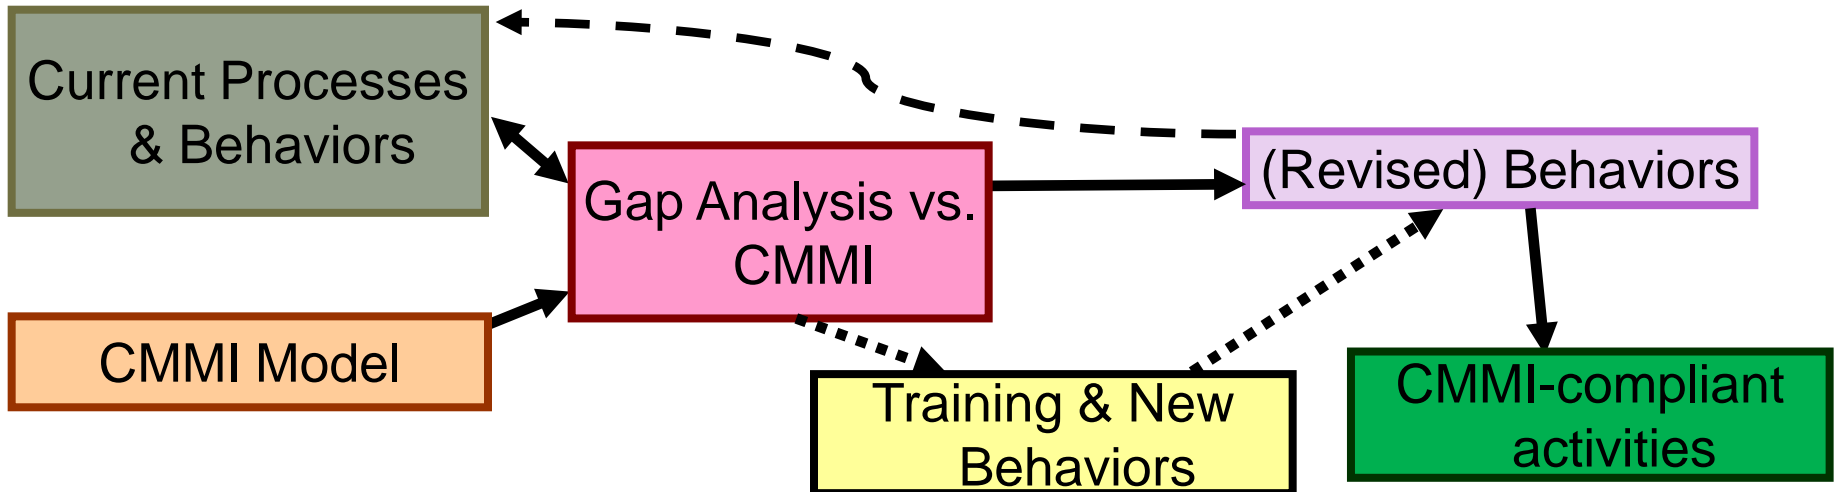 Current Processes
& Behaviors
Gap Analysis vs.
CMMI
(Revised) Behaviors
CMMI Model
Training & New
Behaviors
CMMI-compliant
activities